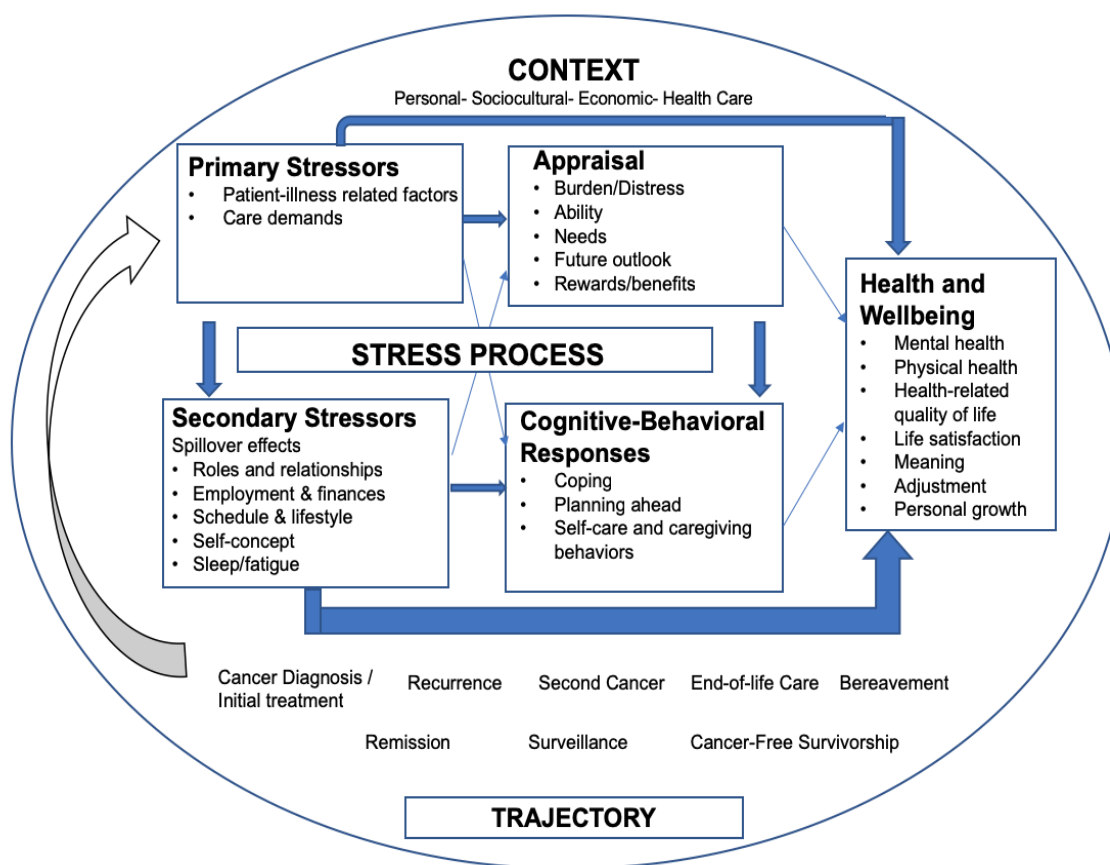 CONTEXT
Personal- Sociocultural- Economic- Health Care
Primary Stressors
• Patient-illness related factors
• Care demands
Appraisal
• Burden/Distress
• Ability
• Needs
• Future outlook
• Rewards/benefits
Health and
Wellbeing
• Mental health
• Physical health
• Health-related
quality of life
• Life satisfaction
• Meaning
• Adjustment
• Personal growth
STRESS PROCESS
Secondary Stressors
Spillover effects
• Roles and relationships
• Employment & finances
• Schedule & lifestyle
• Self-concept
• Sleep/fatigue
Cognitive-Behavioral
Responses
• Coping
• Planning ahead
• Self-care and caregiving
behaviors
Cancer Diagnosis /
Initial treatment
Recurrence
Second Cancer
End-of-life Care
Bereavement
Remission
Surveillance
Cancer-Free Survivorship
TRAJECTORY